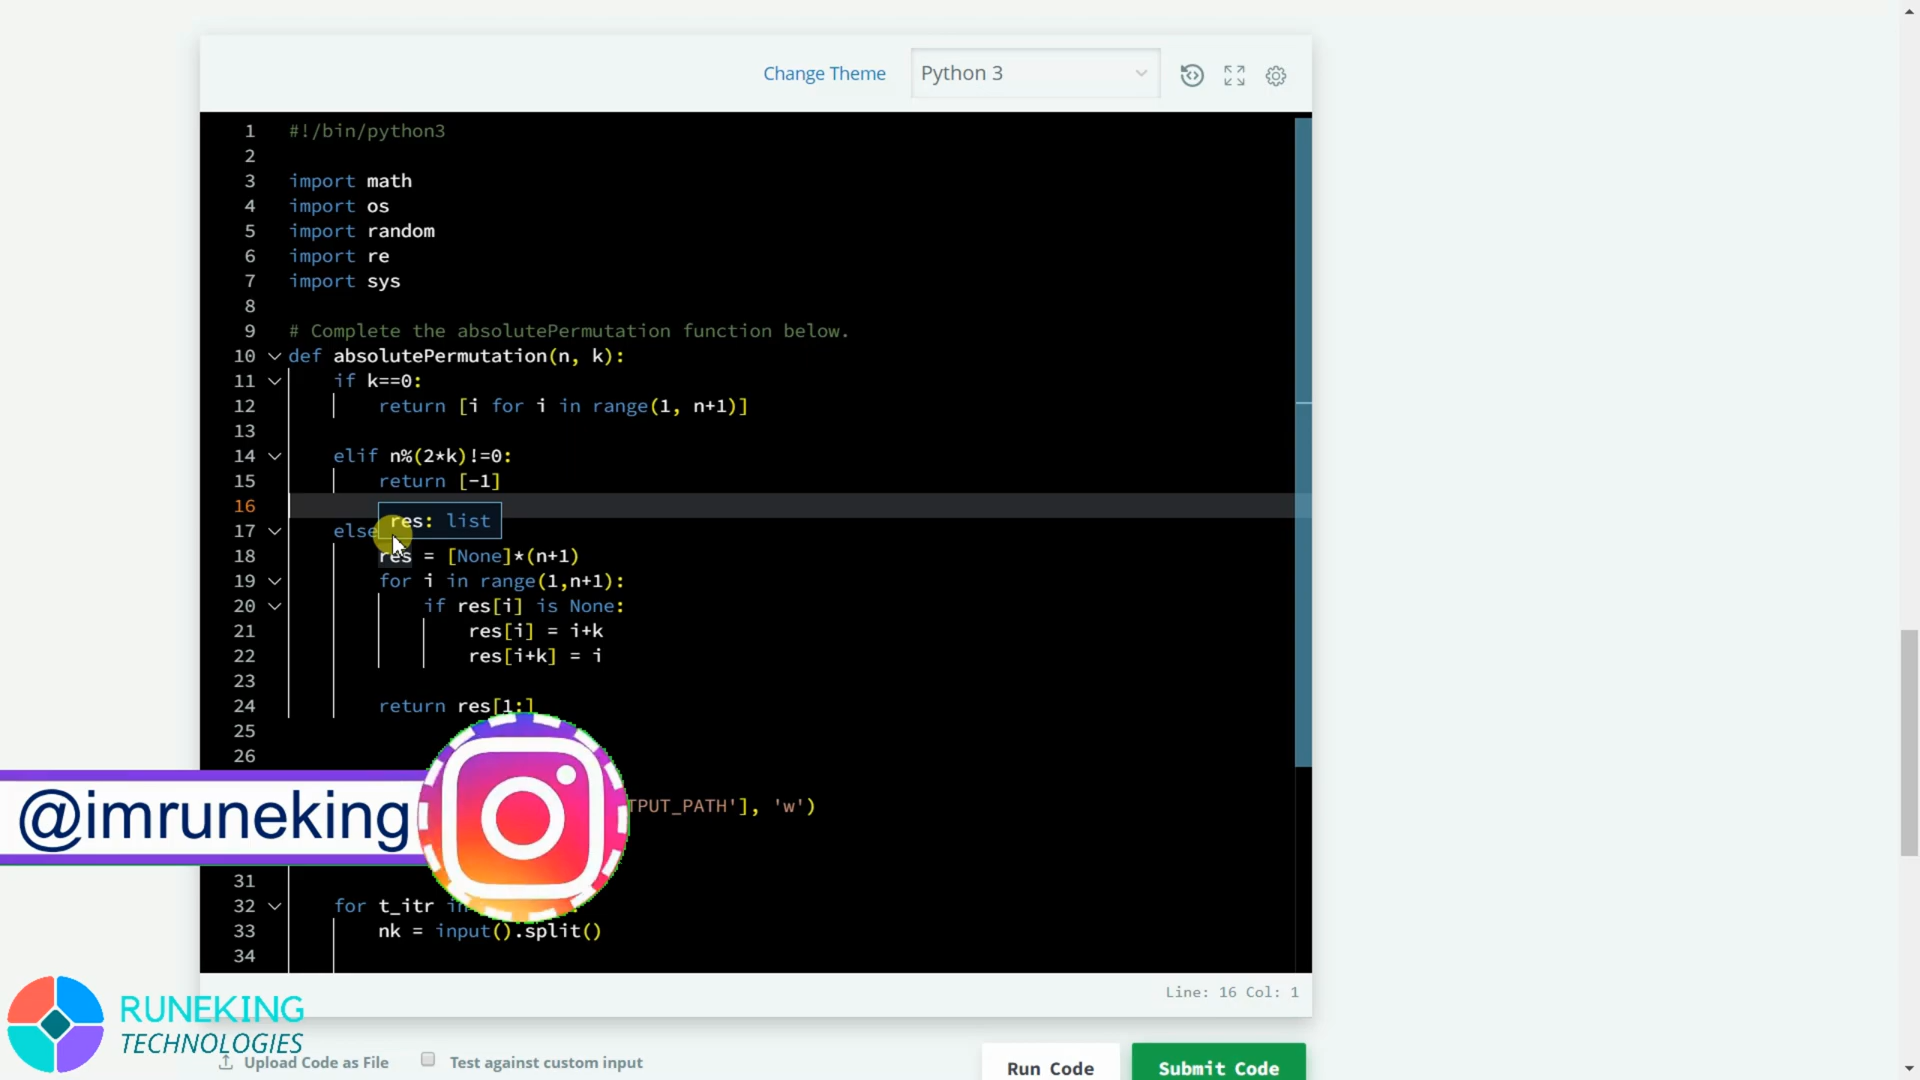 Change Theme
Python 3
1 #!/bin/python3
2
3 import math
4 import os
5 import random
6 import re
7 import sys
8
9 # Complete the absolutePermutation function below.
10 def absolutePermutation(n, k):
11 if k==0:
12 return [i for i in range(1, n+1)]
13
14 elif n%(2*k)!=0:
15 return [-1]
16
res: list
17 else
18 res = [None]*(n+1)
19 for i in range(1,n+1):
20 if res[i] is None:
21 res[i] = i+k
22 res[i+k] = i
23
24 return res[1:]
25
26
TPUT_PATH'], 'w')
@imruneking
31
32 for t_itr in
33 nk = input().split()
34
Line: 16 Col: 1
RUNEKING
TECHNOLOGIES
Upload Code as File
Test against custom input
Run Code
Submit Code